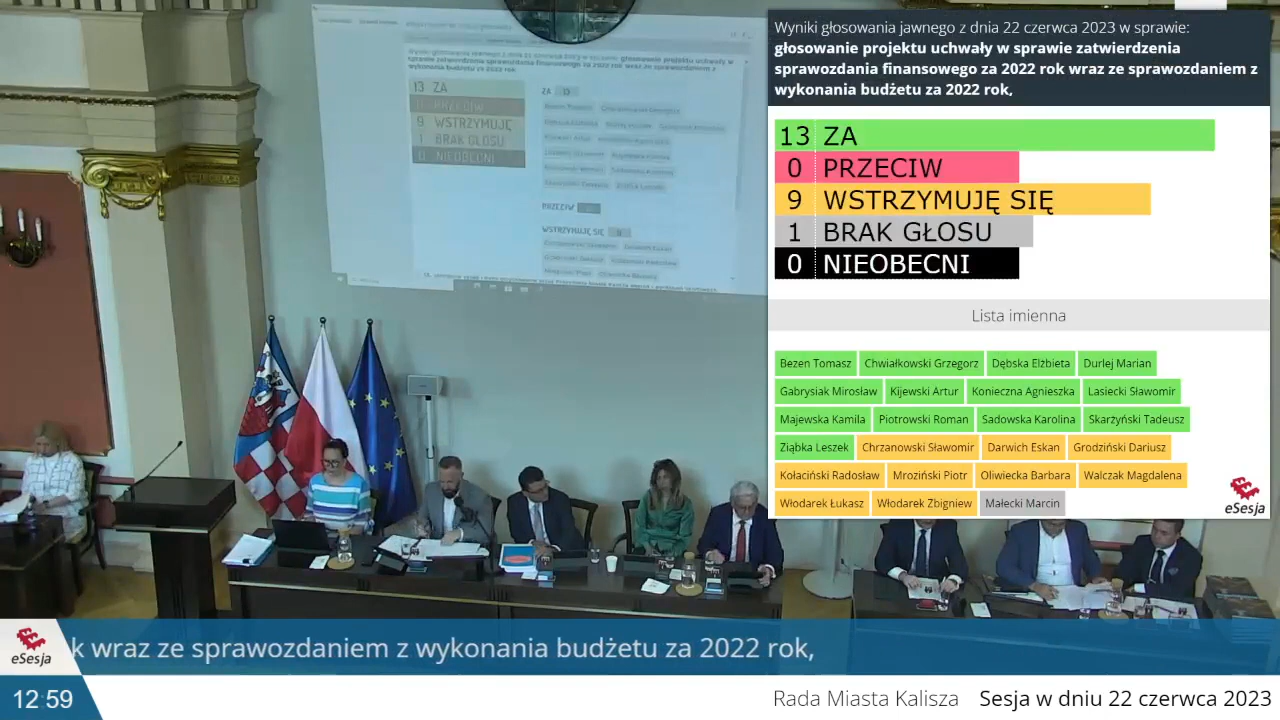 Wyniki głosowania jawnego z dnia 22 czerwca 2023 w sprawie:
głosowanie projektu uchwały w sprawie zatwierdzenia
sprawozdania finansowego za 2022 rok wraz ze sprawozdaniem z
wykonania budżetu za 2022 rok,
13 ZA
0 PRZECIW
9 WSTRZYMUJĘ SIĘ
1 BRAK GŁOSU
0 NIEOBECNI
Lista imienna
Bezen Tomasz Chwiałkowski Grzegorz Dębska Elżbieta Durlej Marian
Gabrysiak Mirosław Kijewski Artur Konieczna Agnieszka Lasiecki Sławomir
Majewska Kamila Piotrowski Roman Sadowska Karolina Skarżyński Tadeusz
Ziąbka Leszek Chrzanowski Sławomir Darwich Eskan Grodziński Dariusz
Kołaciński Radosław Mroziński Piotr Oliwiecka Barbara Walczak Magdalena
Włodarek Łukasz Włodarek Zbigniew Małecki Marcin
eSesja
13 ZA
0 PRZECIW
9 WSTRZYMUJĘ
1 BRAK GŁOSU
0 NIEOBECNI
ZA 13
PRZECIW
WSTRZYMUJĘ SIĘ 9
eSesja
k wraz ze sprawozdaniem z wykonania budżetu za 2022 rok,
12:59
Rada Miasta Kalisza Sesja w dniu 22 czerwca 2023